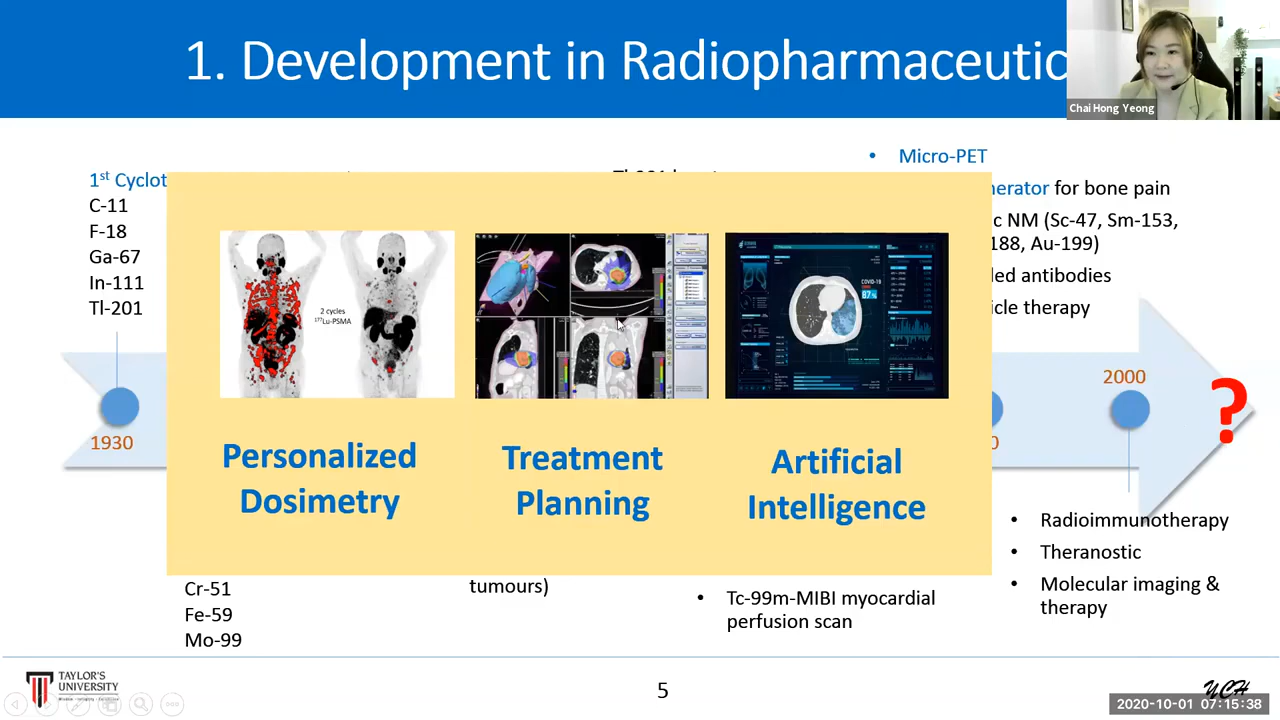 1. Development in Radiopharmaceutic
Chai Hong Yeong
1st Cyclot
C-11
F-18
Ga-67
In-111
Tl-201
• Micro-PET
nerator for bone pain
c NM (Sc-47, Sm-153,
188, Au-199)
led antibodies
icle therapy
2 cycles
177Lu-PSMA
COVID-19
87%
Personalized
Dosimetry
Treatment
Planning
Artificial
Intelligence
1930
0
2000
?
Cr-51
Fe-59
Mo-99
tumours)
• Tc-99m-MIBI myocardial
perfusion scan
• Radioimmunotherapy
• Theranostic
• Molecular imaging &
therapy
TAYLOR'S
UNIVERSITY
5
YCH
2020-10-01 07:15:38